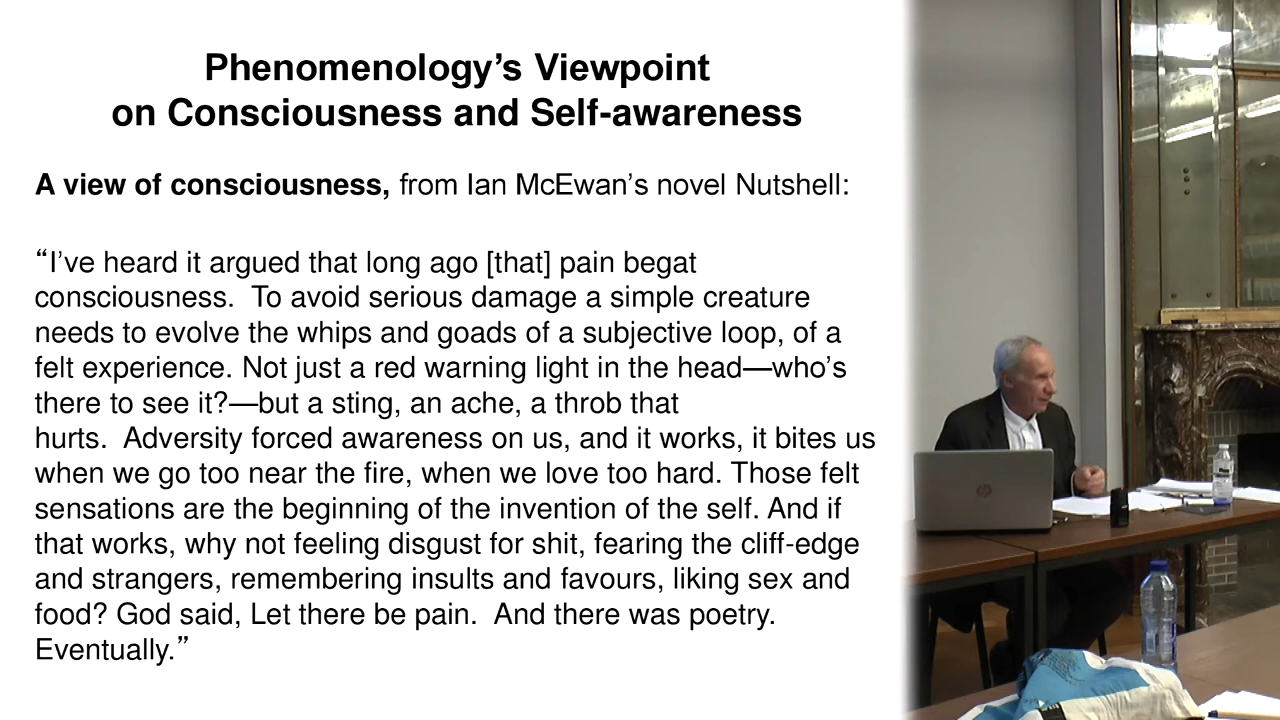 Phenomenology’s Viewpoint
on Consciousness and Self-awareness
A view of consciousness, from Ian McEwan’s novel Nutshell:
“I’ve heard it argued that long ago [that] pain begat
consciousness.  To avoid serious damage a simple creature
needs to evolve the whips and goads of a subjective loop, of a
felt experience. Not just a red warning light in the head—who’s
there to see it?—but a sting, an ache, a throb that
hurts.  Adversity forced awareness on us, and it works, it bites us
when we go too near the fire, when we love too hard. Those felt
sensations are the beginning of the invention of the self. And if
that works, why not feeling disgust for shit, fearing the cliff-edge
and strangers, remembering insults and favours, liking sex and
food? God said, Let there be pain.  And there was poetry.
Eventually.”
hp